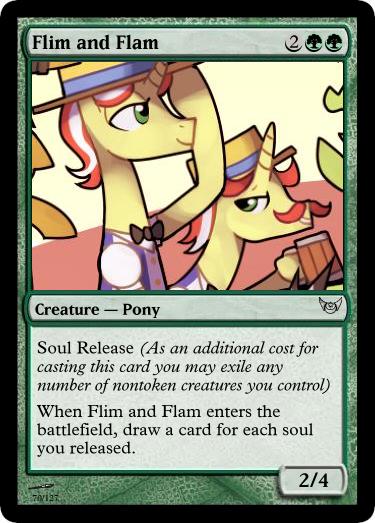 Flim and Flam 2
Creature — Pony
Soul Release (As an additional cost for
casting this card you may exile any
number of nontoken creatures you control)
When Flim and Flam enters the
battlefield, draw a card for each soul
you released.
2/4
70/127